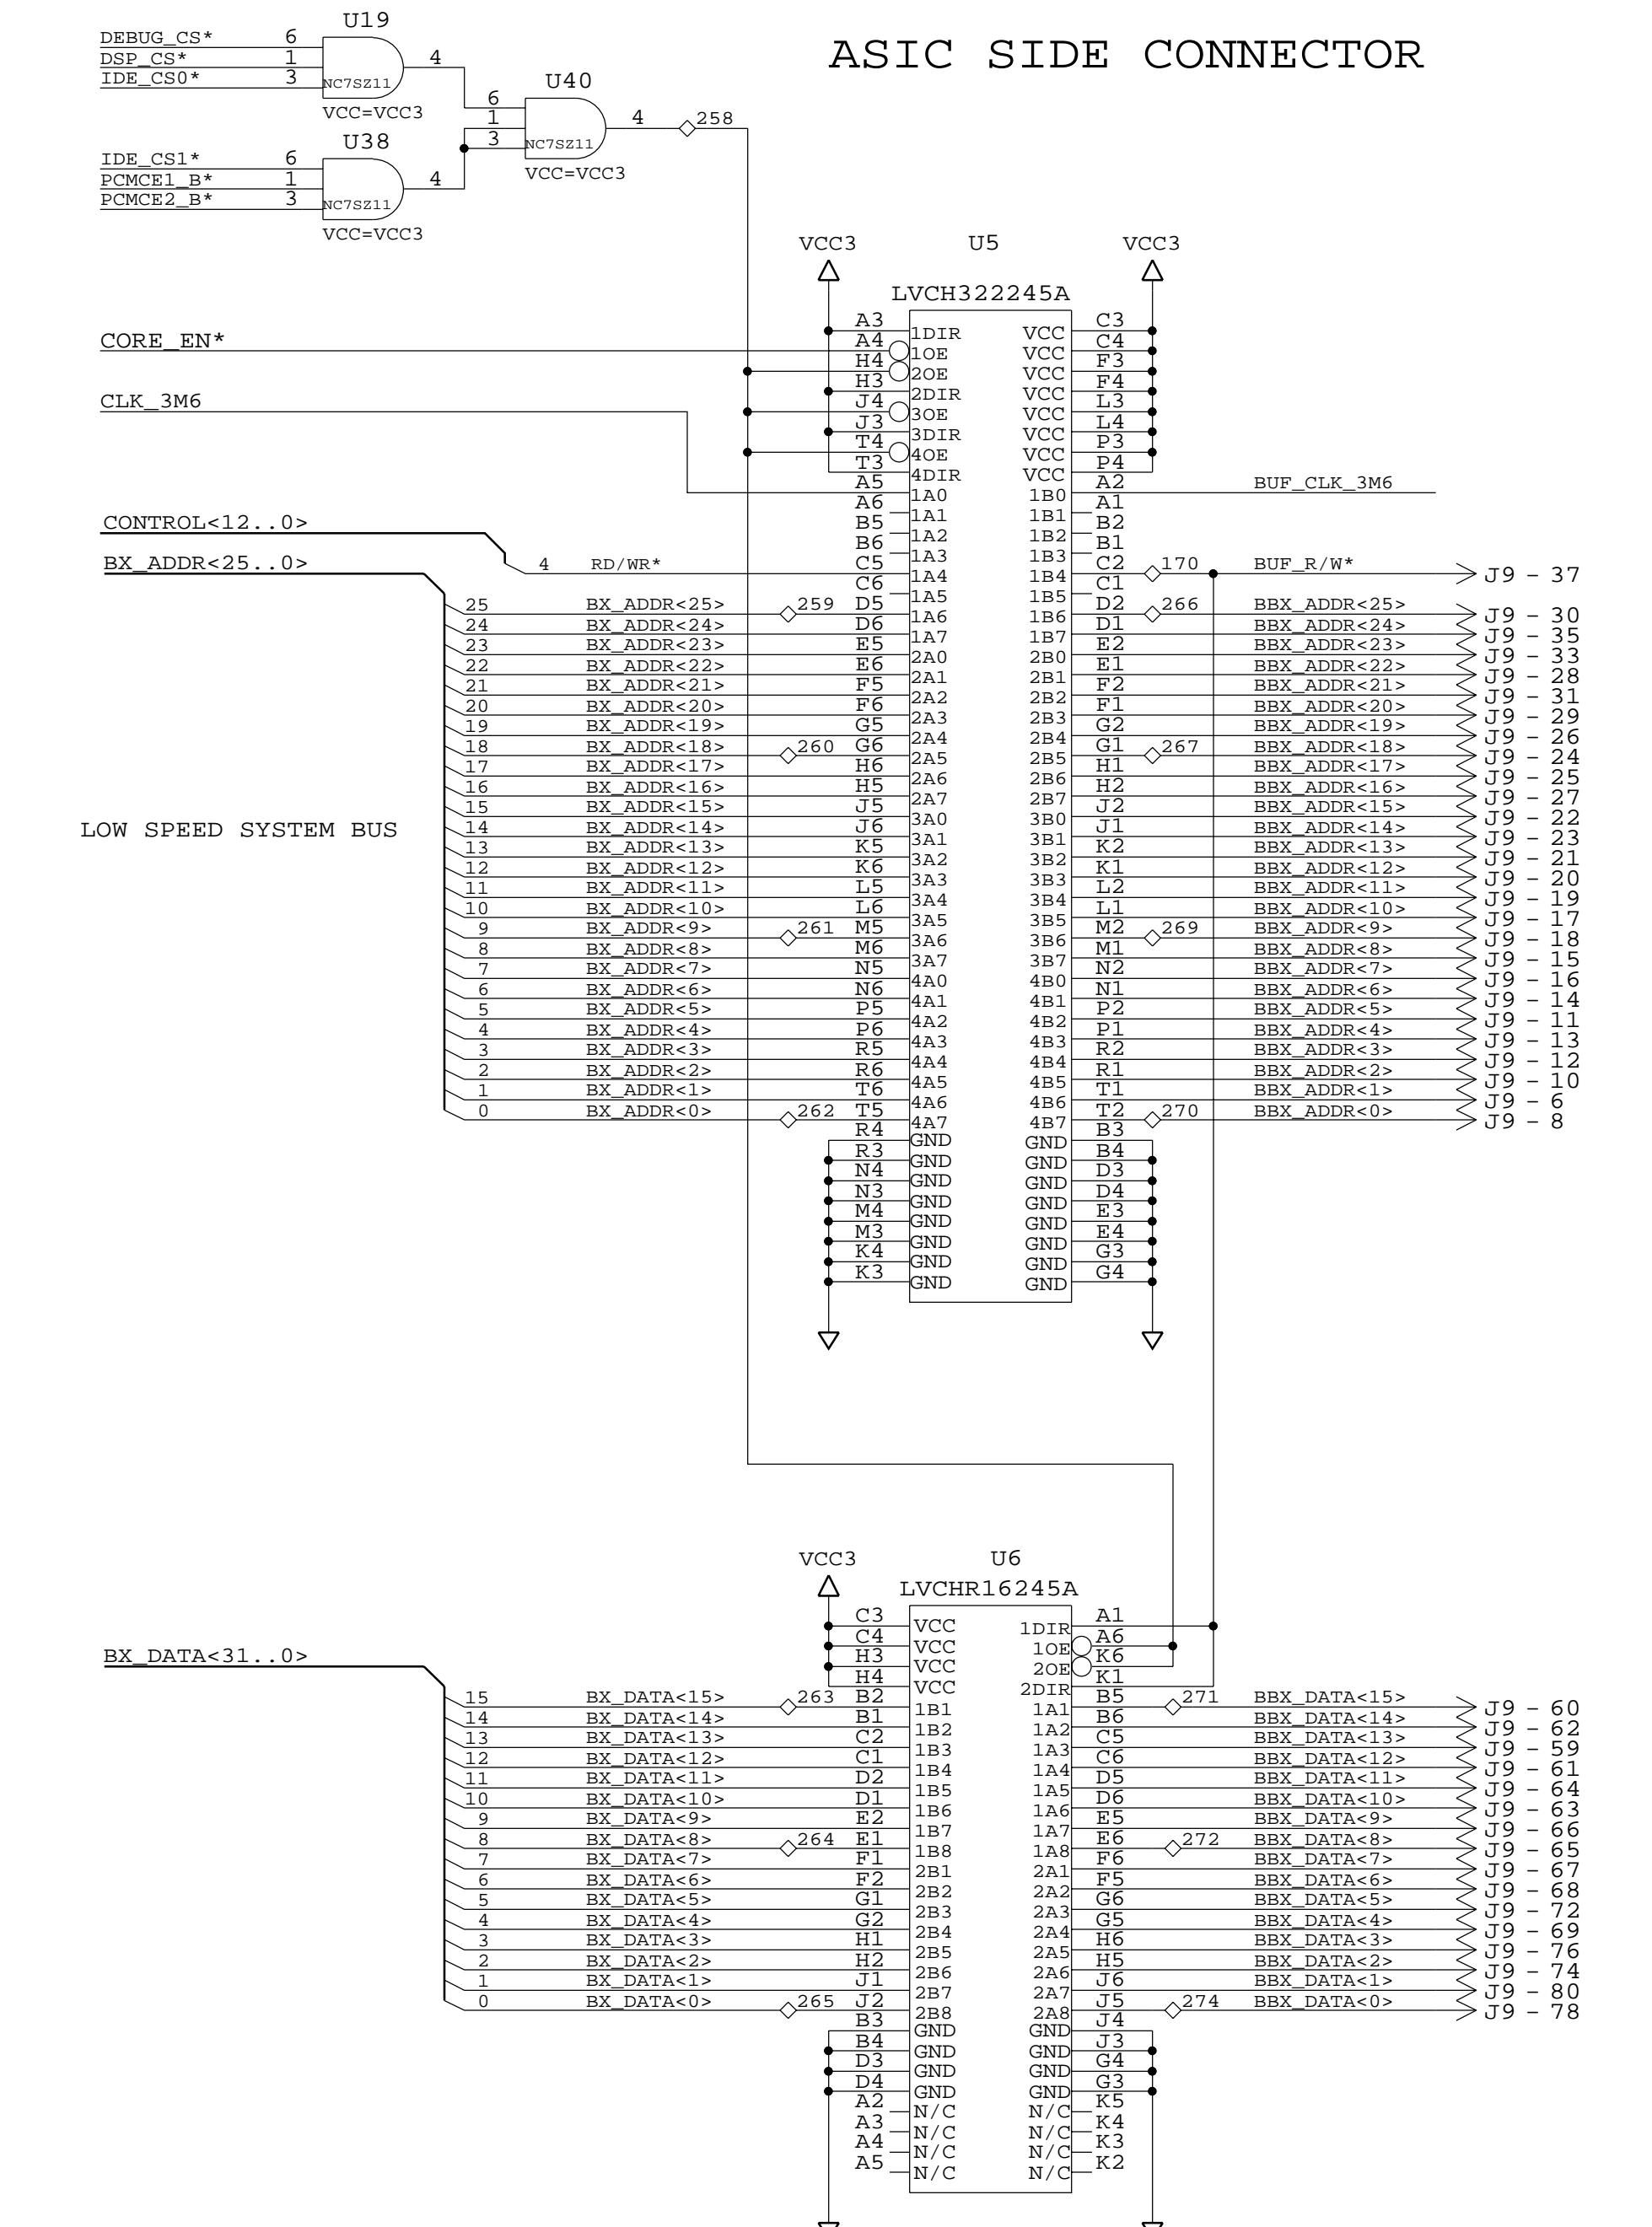 ASIC SIDE CONNECTOR
U19
DEBUG_CS* 6
DSP_CS* 1 4
IDE_CS0* 3
NC7SZ11
VCC=VCC3
U40
6
1 4 258
3
NC7SZ11
VCC=VCC3
U38
IDE_CS1* 6
PCMCE1_B* 1 4
PCMCE2_B* 3
NC7SZ11
VCC=VCC3
VCC3 U5 VCC3
LVCH322245A
A3 1DIR VCC C3
CORE_EN* A4 1OE VCC C4
H4 2OE VCC F3
H3 2DIR VCC F4
CLK_3M6 J4 3OE VCC L3
J3 3DIR VCC L4
T4 4OE VCC P3
T3 4DIR VCC P4
A5 1A0 1B0 A2 BUF_CLK_3M6
A6 1A1 1B1 A1
CONTROL<12..0> B5 1A2 1B2 B2
B6 1A3 1B3 B1
BX_ADDR<25..0> 4 RD/WR* C5 1A4 1B4 C2 170 BUF_R/W* J9 - 37
C6 1A5 1B5 C1
25 BX_ADDR<25> 259 D5 1A6 1B6 D2 266 BBX_ADDR<25> J9 - 30
24 BX_ADDR<24> D6 1A7 1B7 D1 BBX_ADDR<24> J9 - 35
23 BX_ADDR<23> E5 2A0 2B0 E2 BBX_ADDR<23> J9 - 33
22 BX_ADDR<22> E6 2A1 2B1 E1 BBX_ADDR<22> J9 - 28
21 BX_ADDR<21> F5 2A2 2B2 F2 BBX_ADDR<21> J9 - 31
20 BX_ADDR<20> F6 2A3 2B3 F1 BBX_ADDR<20> J9 - 29
19 BX_ADDR<19> G5 2A4 2B4 G2 BBX_ADDR<19> J9 - 26
18 BX_ADDR<18> 260 G6 2A5 2B5 G1 267 BBX_ADDR<18> J9 - 24
17 BX_ADDR<17> H6 2A6 2B6 H1 BBX_ADDR<17> J9 - 25
16 BX_ADDR<16> H5 2A7 2B7 H2 BBX_ADDR<16> J9 - 27
15 BX_ADDR<15> J5 3A0 3B0 J2 BBX_ADDR<15> J9 - 22
LOW SPEED SYSTEM BUS
14 BX_ADDR<14> J6 3A1 3B1 J1 BBX_ADDR<14> J9 - 23
13 BX_ADDR<13> K5 3A2 3B2 K2 BBX_ADDR<13> J9 - 21
12 BX_ADDR<12> K6 3A3 3B3 K1 BBX_ADDR<12> J9 - 20
11 BX_ADDR<11> L5 3A4 3B4 L2 BBX_ADDR<11> J9 - 19
10 BX_ADDR<10> L6 3A5 3B5 L1 BBX_ADDR<10> J9 - 17
9 BX_ADDR<9> 261 M5 3A6 3B6 M2 269 BBX_ADDR<9> J9 - 18
8 BX_ADDR<8> M6 3A7 3B7 M1 BBX_ADDR<8> J9 - 15
7 BX_ADDR<7> N5 4A0 4B0 N2 BBX_ADDR<7> J9 - 16
6 BX_ADDR<6> N6 4A1 4B1 N1 BBX_ADDR<6> J9 - 14
5 BX_ADDR<5> P5 4A2 4B2 P2 BBX_ADDR<5> J9 - 11
4 BX_ADDR<4> P6 4A3 4B3 P1 BBX_ADDR<4> J9 - 13
3 BX_ADDR<3> R5 4A4 4B4 R2 BBX_ADDR<3> J9 - 12
2 BX_ADDR<2> R6 4A5 4B5 R1 BBX_ADDR<2> J9 - 10
1 BX_ADDR<1> T6 4A6 4B6 T1 BBX_ADDR<1> J9 - 6
0 BX_ADDR<0> 262 T5 4A7 4B7 T2 270 BBX_ADDR<0> J9 - 8
R4 GND GND B3
R3 GND GND B4
N4 GND GND D3
N3 GND GND D4
M4 GND GND E3
M3 GND GND E4
K4 GND GND G3
K3 GND GND G4
VCC3 U6
LVCHR16245A
C3 VCC 1DIR A1
C4 VCC 1OE A6
BX_DATA<31..0> H3 VCC 2OE K6
H4 VCC 2DIR K1
15 BX_DATA<15> 263 B2 1B1 1A1 B5 271 BBX_DATA<15> J9 - 60
14 BX_DATA<14> B1 1B2 1A2 B6 BBX_DATA<14> J9 - 62
13 BX_DATA<13> C2 1B3 1A3 C5 BBX_DATA<13> J9 - 59
12 BX_DATA<12> C1 1B4 1A4 C6 BBX_DATA<12> J9 - 61
11 BX_DATA<11> D2 1B5 1A5 D5 BBX_DATA<11> J9 - 64
10 BX_DATA<10> D1 1B6 1A6 D6 BBX_DATA<10> J9 - 63
9 BX_DATA<9> E2 1B7 1A7 E5 BBX_DATA<9> J9 - 66
8 BX_DATA<8> 264 E1 1B8 1A8 E6 272 BBX_DATA<8> J9 - 65
7 BX_DATA<7> F1 2B1 2A1 F6 BBX_DATA<7> J9 - 67
6 BX_DATA<6> F2 2B2 2A2 F5 BBX_DATA<6> J9 - 68
5 BX_DATA<5> G1 2B3 2A3 G6 BBX_DATA<5> J9 - 72
4 BX_DATA<4> G2 2B4 2A4 G5 BBX_DATA<4> J9 - 69
3 BX_DATA<3> H1 2B5 2A5 H6 BBX_DATA<3> J9 - 76
2 BX_DATA<2> H2 2B6 2A6 H5 BBX_DATA<2> J9 - 74
1 BX_DATA<1> J1 2B7 2A7 J6 BBX_DATA<1> J9 - 80
0 BX_DATA<0> 265 J2 2B8 2A8 J5 274 BBX_DATA<0> J9 - 78
B3 GND GND J4
B4 GND GND J3
D3 GND GND G4
D4 GND GND G3
A2 N/C N/C K5
A3 N/C N/C K4
A4 N/C N/C K3
A5 N/C N/C K2